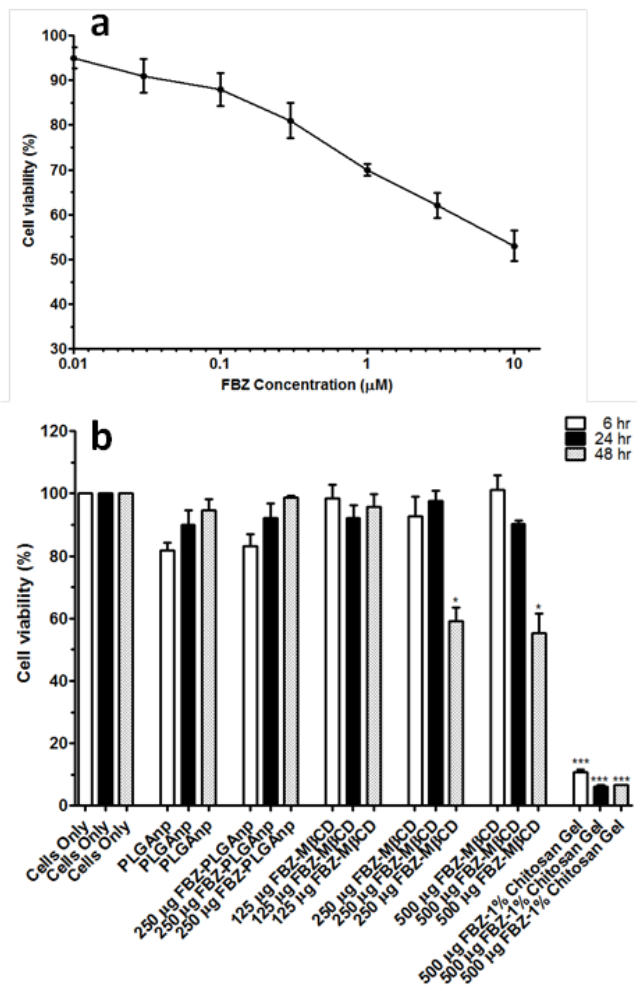 a
100
90
80
70
60
50
40
30
Cell viability (%)
0.01 0.1 1 10
FBZ Concentration (μM)
b
6 hr
24 hr
48 hr
120
100
80
60
40
20
0
Cell viability (%)
*
*
*** *** ***
Cells Only
Cells Only
Cells Only
PLGAnp
PLGAnp
PLGAnp
250 μg FBZ-PLGAnp
250 μg FBZ-PLGAnp
250 μg FBZ-PLGAnp
125 μg FBZ-MβCD
125 μg FBZ-MβCD
125 μg FBZ-MβCD
250 μg FBZ-MβCD
250 μg FBZ-MβCD
250 μg FBZ-MβCD
500 μg FBZ-MβCD
500 μg FBZ-MβCD
500 μg FBZ-MβCD
500 μg FBZ-1% Chitosan Gel
500 μg FBZ-1% Chitosan Gel
500 μg FBZ-1% Chitosan Gel